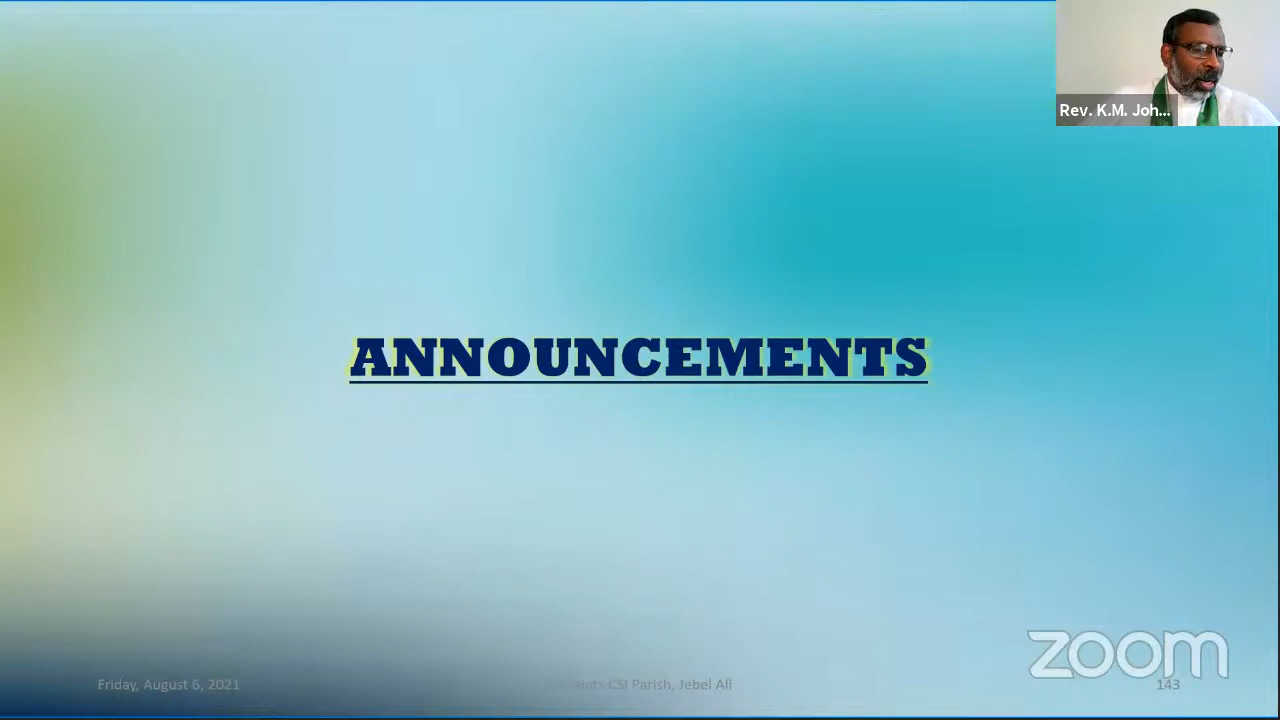 Rev. K.M. Joh...
ANNOUNCEMENTS
zoom
Friday, August 6, 2021
CSI Parish, Jebel Ali
143